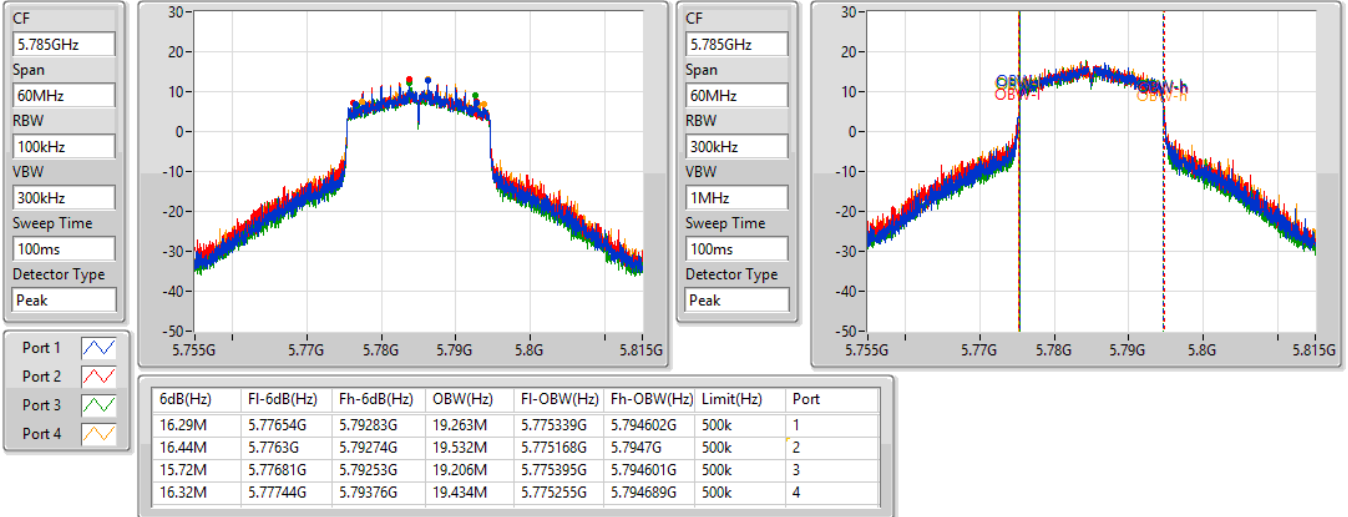 CF
5.785GHz
Span
60MHz
RBW
100kHz
VBW
300kHz
Sweep Time
100ms
Detector Type
Peak
30
20
10
0
-10
-20
-30
-40
-50
5.755G 5.77G 5.78G 5.79G 5.8G 5.815G
CF
5.785GHz
Span
60MHz
RBW
300kHz
VBW
1MHz
Sweep Time
100ms
Detector Type
Peak
30
20
10
0
-10
-20
-30
-40
-50
OBW-l
OBW-h
OBW-h
5.755G 5.77G 5.78G 5.79G 5.8G 5.815G
Port 1
Port 2
Port 3
Port 4
6dB(Hz) Fl-6dB(Hz) Fh-6dB(Hz) OBW(Hz) Fl-OBW(Hz) Fh-OBW(Hz) Limit(Hz) Port
16.29M 5.77654G 5.79283G 19.263M 5.775339G 5.794602G 500k 1
16.44M 5.7763G 5.79274G 19.532M 5.775168G 5.7947G 500k 2
15.72M 5.77681G 5.79253G 19.206M 5.775395G 5.794601G 500k 3
16.32M 5.77744G 5.79376G 19.434M 5.775255G 5.794689G 500k 4